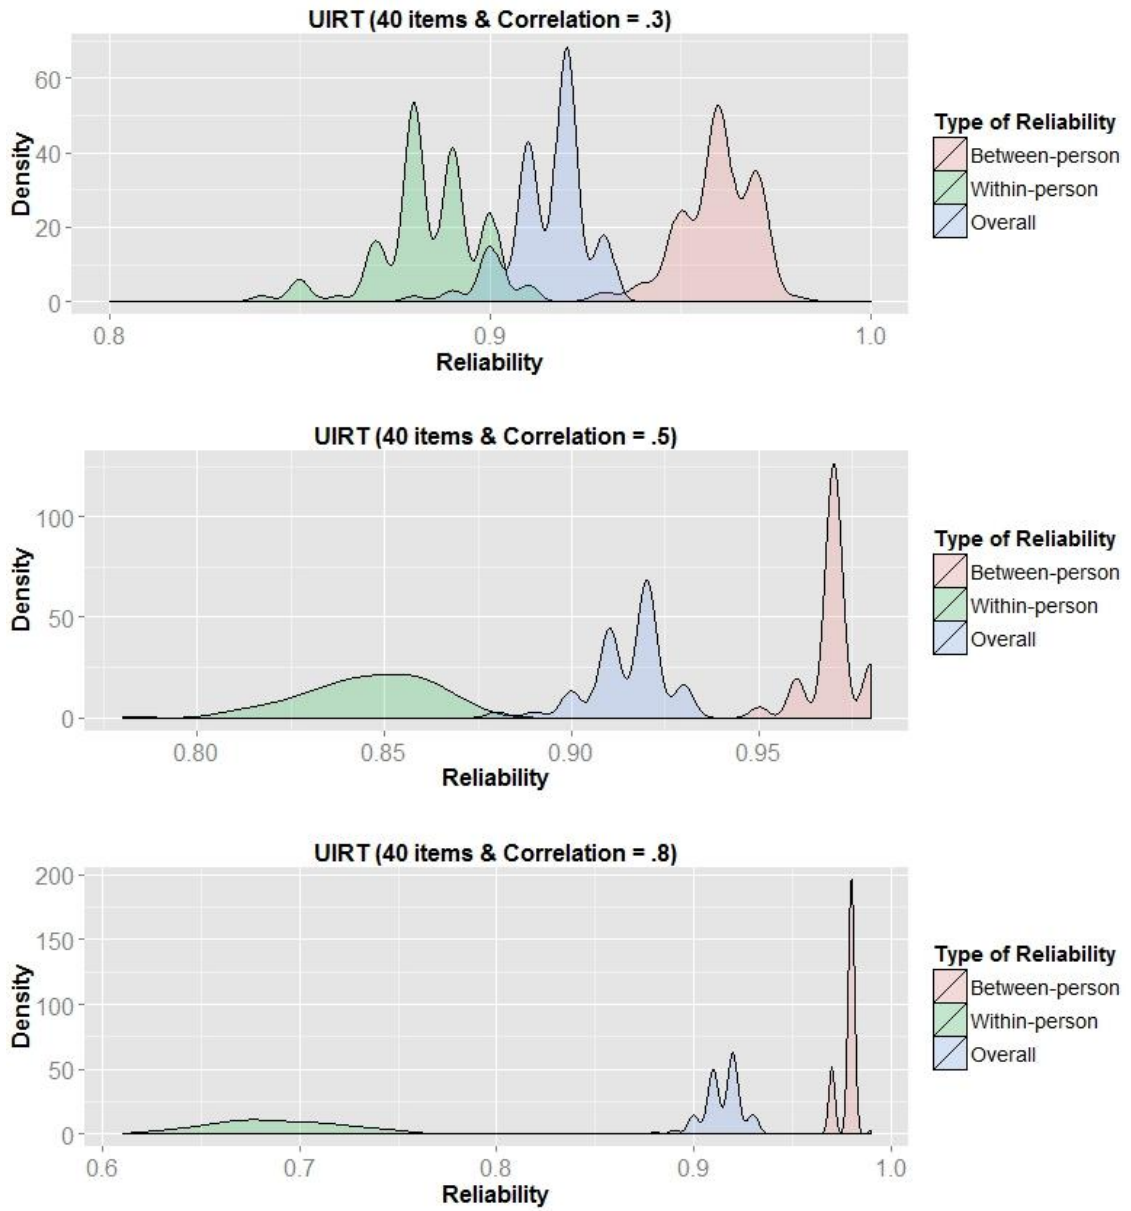 UIRT (40 items & Correlation = .3)
60
40
20
0
Density
0.8 0.9 1.0
Reliability
Type of Reliability
Between-person
Within-person
Overall
UIRT (40 items & Correlation = .5)
100
50
0
Density
0.80 0.85 0.90 0.95
Reliability
Type of Reliability
Between-person
Within-person
Overall
UIRT (40 items & Correlation = .8)
200
150
100
50
0
Density
0.6 0.7 0.8 0.9 1.0
Reliability
Type of Reliability
Between-person
Within-person
Overall